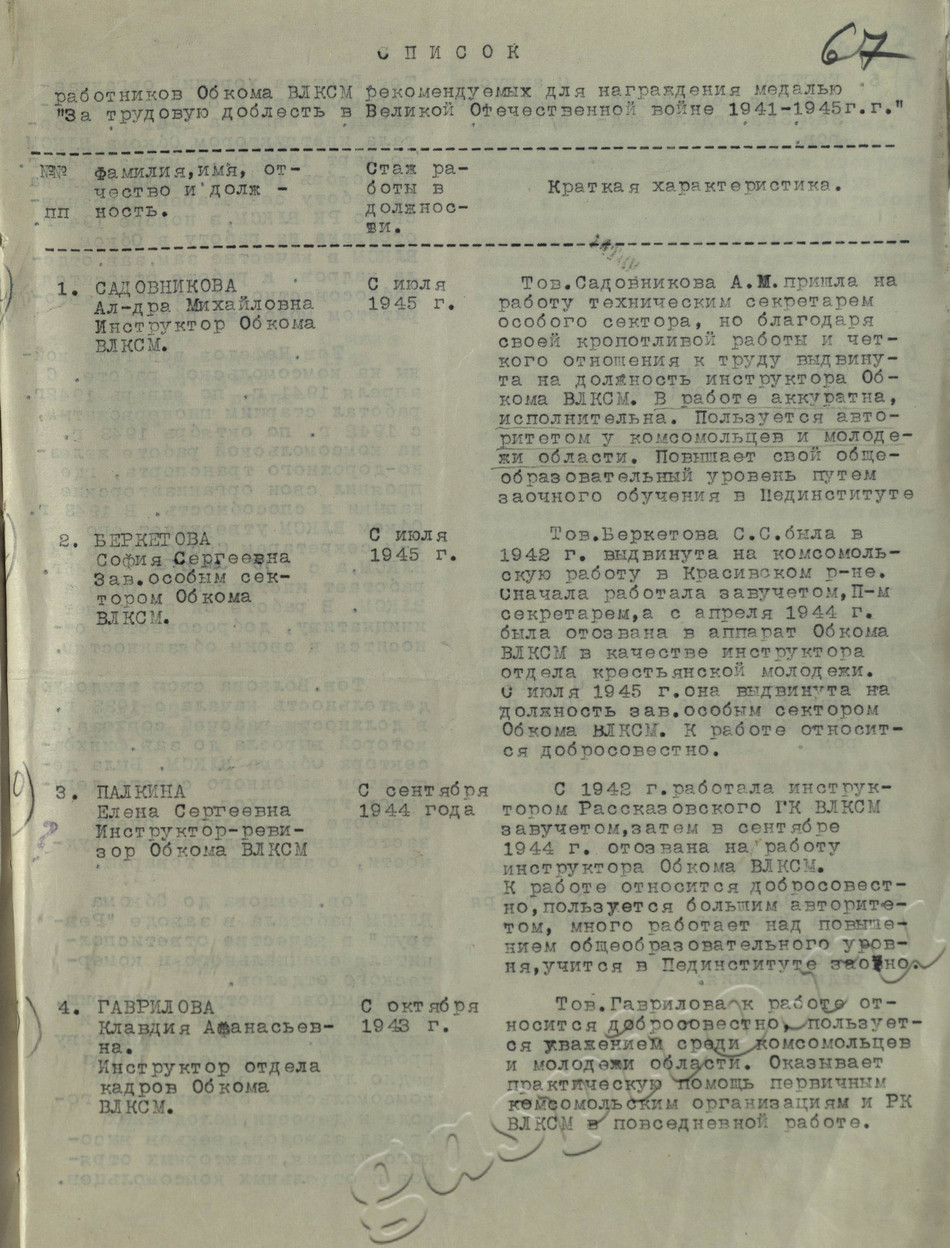 СПИСОК
67
работников Обкома ВЛКСМ рекомендуемых для награждения медалью
"За трудовую доблесть в Великой Отечественной войне 1941-1945г.г."
№№ фамилия, имя, от- Стаж ра-
чество и долж - боты в Краткая характеристика.
пп ность. должнос-
ви.
1. САДОВНИКОВА С июля Тов.Садовникова А.М.пришла на
Ал-дра Михайловна 1945 г. работу техническим секретарем
Инструктор Обкома особого сектора, но благодаря
ВЛКСМ. своей кропотливой работы и чет-
кого отношения к труду выдвину-
та на должность инструктора Об-
кома ВЛКСМ. В работе аккуратна,
исполнительна. Пользуется авто-
ритетом у комсомольцев и молоде-
жи области. Повышает свой обще-
образовательный уровень путем
заочного обучения в Пединституте
2. БЕРКЕТОВА С июля Тов.Беркетова С.С.была в
София Сергеевна 1945 г. 1942 г. выдвинута на комсомоль-
Зав.особым сек- скую работу в Красивском р-не.
тором Обкома Сначала работала завучетом,П-м
ВЛКСМ. секретарем,а с апреля 1944 г.
была отозвана в аппарат Обкома
ВЛКСМ в качестве инструктора
отдела крестьянской молодежи.
С июля 1945 г.она выдвинута на
должность зав.особым сектором
Обкома ВЛКСМ. К работе относит-
ся добросовестно.
3. ПАЛКИНА С сентября С 1942 г.работала инструк-
Елена Сергеевна 1944 года тором Рассказовского ГК ВЛКСМ
? Инструктор-реви- завучетом,затем в сентябре
зор Обкома ВЛКСМ 1944 г. отозвана на работу
инструктора Обкома ВЛКСМ.
К работе относится добросовест-
но,пользуется большим авторите-
том, много работает над повыше-
нием общеобразовательного уров-
ня,учится в Пединституте заочно.
4. ГАВРИЛОВА С октября Тов.Гаврилова к работе от-
Клавдия Афанасьев- 1943 г. носится добросовестно, пользует-
на. ся уважением среди комсомольцев
Инструктор отдела и молодежи области. Оказывает
кадров Обкома практическую помощь первичным
ВЛКСМ. комсомольским организациям и РК
ВЛКСМ в повседневной работе.